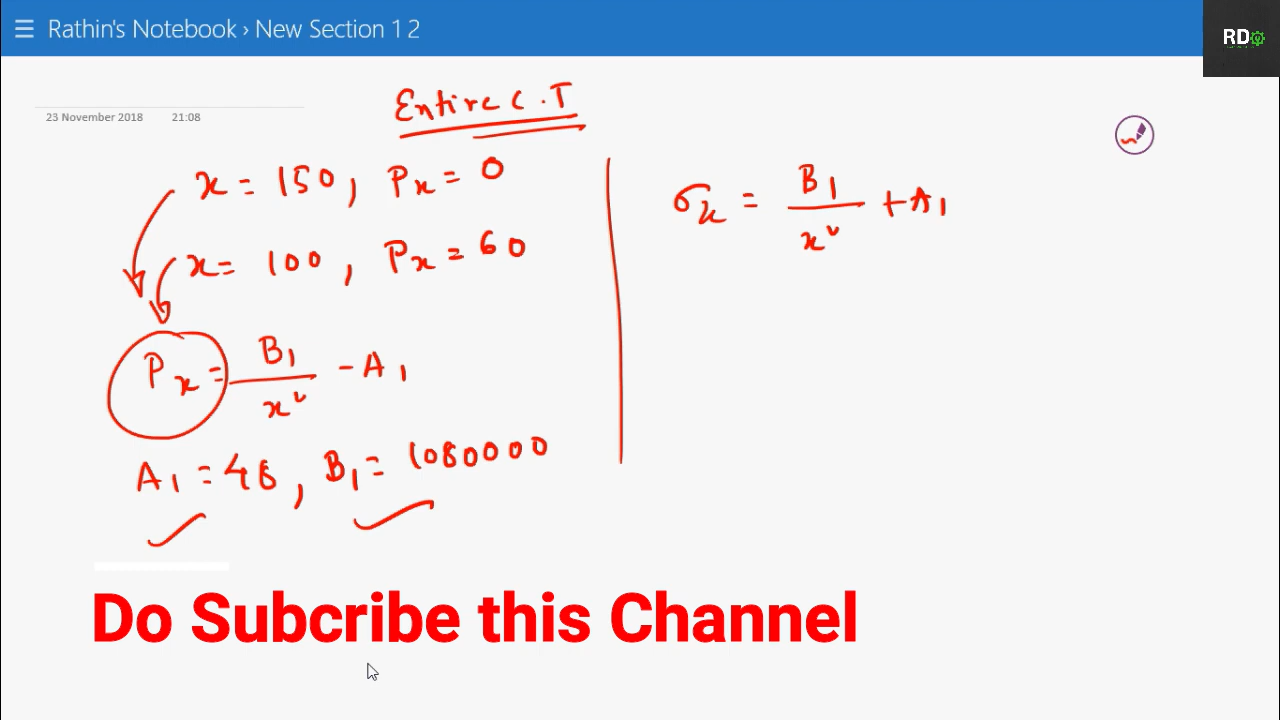 ☰ Rathin's Notebook › New Section 1 2
RD
23 November 2018 21:08
Entire C.T
x = 150, Px = 0
x = 100, Px = 60
Px = B1/x² - A1
A1 = 48, B1 = 1080000
σx = B1/x² + A1
Do Subcribe this Channel